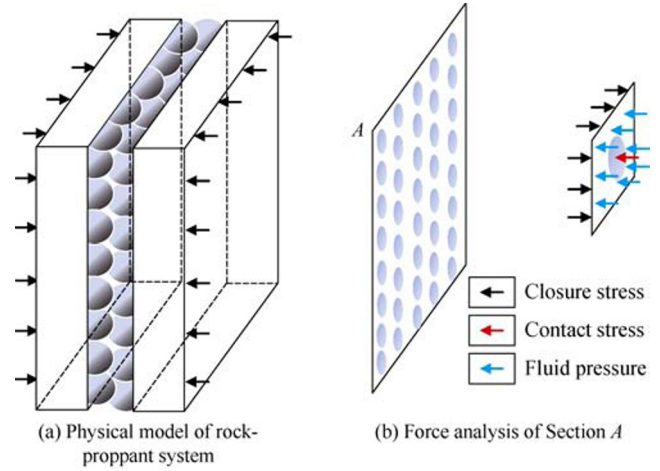 A
Closure stress
Contact stress
Fluid pressure
(a) Physical model of rock-
proppant system
(b) Force analysis of Section A